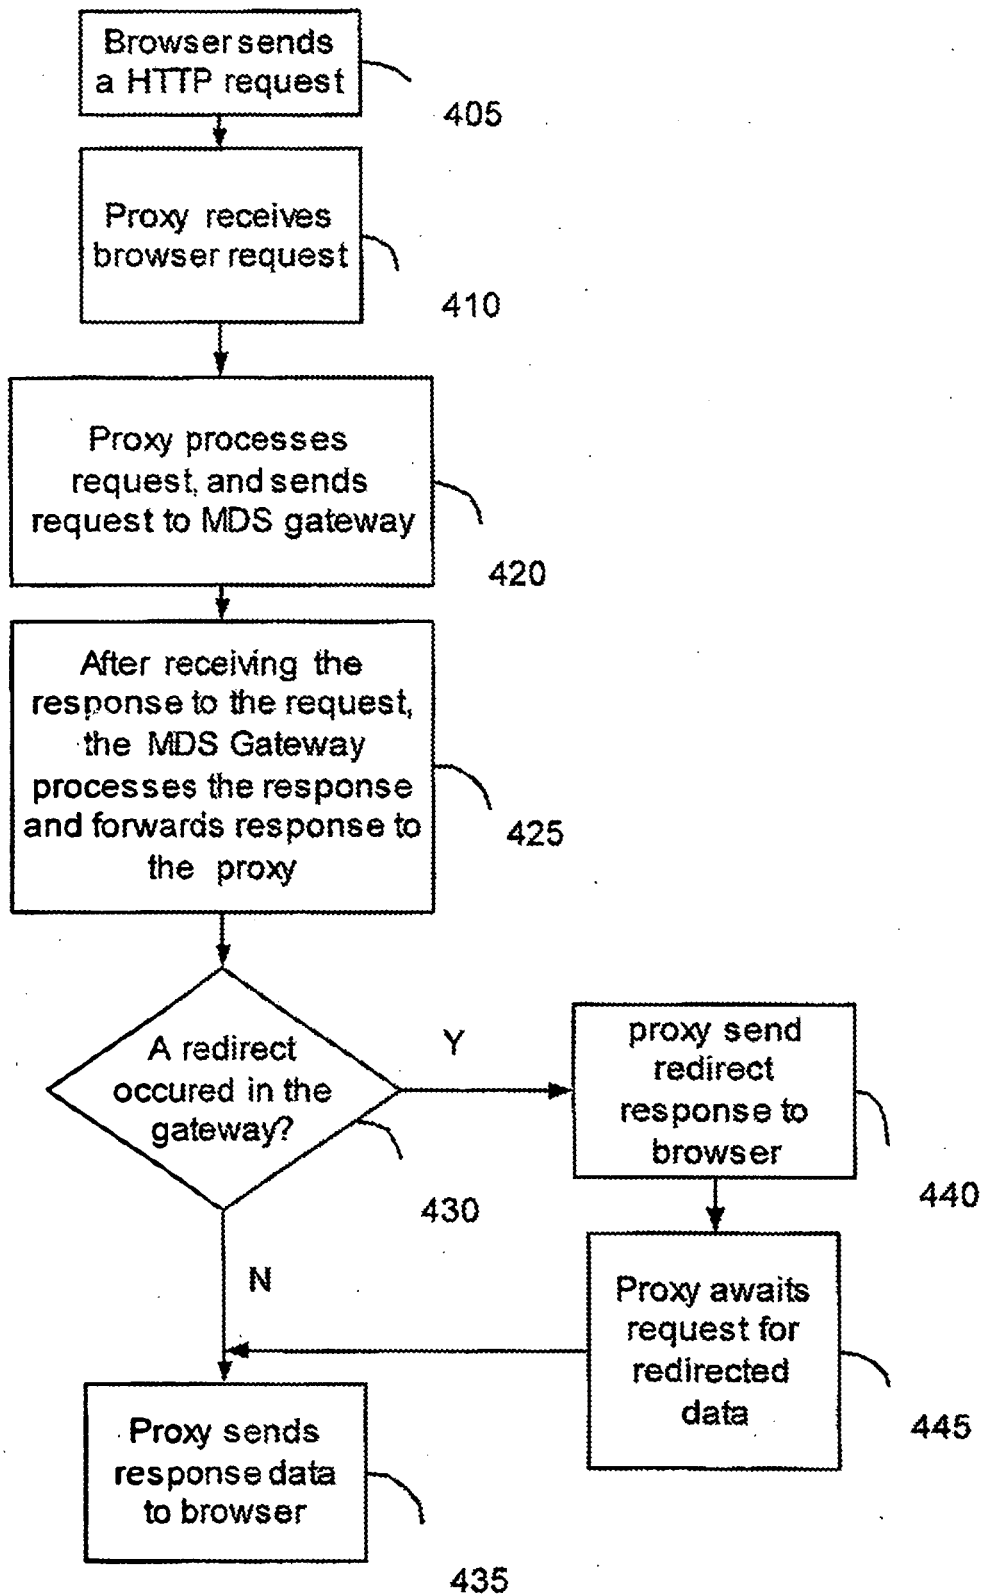 Browser sends
a HTTP request
405
Proxy receives
browser request
410
Proxy processes
request, and sends
request to MDS gateway
420
After receiving the
response to the request,
the MDS Gateway
processes the response
and forwards response to
the proxy
425
A redirect
occured in the
gateway?
430
Y
N
proxy send
redirect
response to
browser
440
Proxy awaits
request for
redirected
data
445
Proxy sends
response data
to browser
435